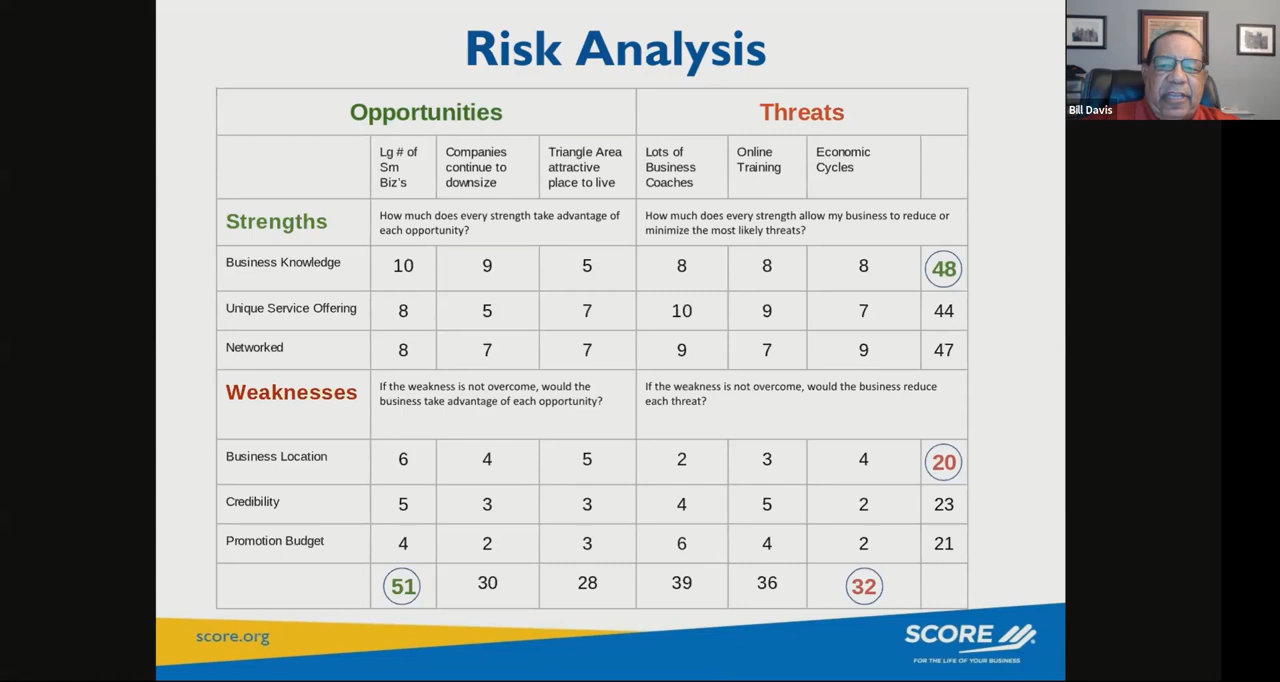 Risk Analysis
Bill Davis
Opportunities Threats
Lg # of Sm Biz's Companies continue to downsize Triangle Area attractive place to live Lots of Business Coaches Online Training Economic Cycles
Strengths How much does every strength take advantage of each opportunity? How much does every strength allow my business to reduce or minimize the most likely threats?
Business Knowledge 10 9 5 8 8 8 48
Unique Service Offering 8 5 7 10 9 7 44
Networked 8 7 7 9 7 9 47
Weaknesses If the weakness is not overcome, would the business take advantage of each opportunity? If the weakness is not overcome, would the business reduce each threat?
Business Location 6 4 5 2 3 4 20
Credibility 5 3 3 4 5 2 23
Promotion Budget 4 2 3 6 4 2 21
51 30 28 39 36 32
score.org
SCORE
FOR THE LIFE OF YOUR BUSINESS